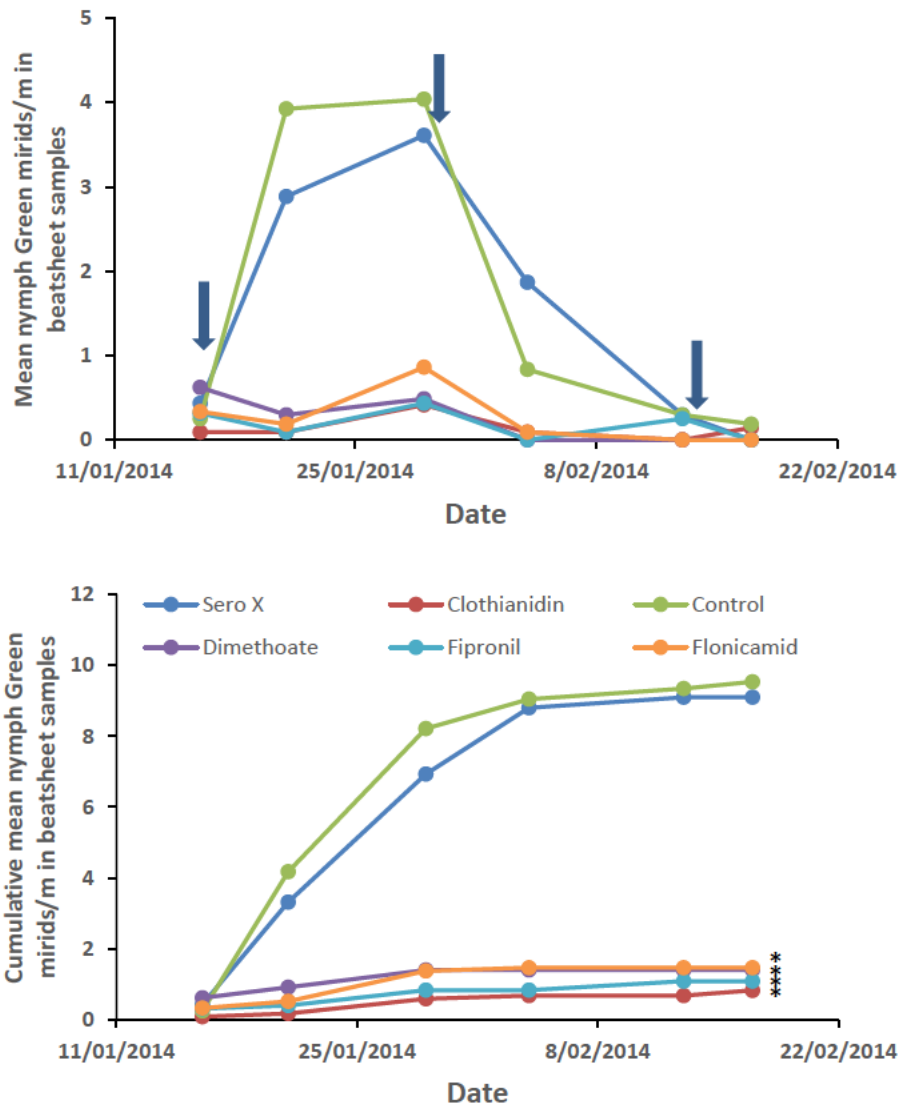 5
4
3
2
1
0
Mean nymph Green mirids/m in
beatsheet samples
11/01/2014 25/01/2014 8/02/2014 22/02/2014
Date
12
10
8
6
4
2
0
Cumulative mean nymph Green
mirids/m in beatsheet samples
Sero X Clothianidin Control
Dimethoate Fipronil Flonicamid
*
*
*
*
11/01/2014 25/01/2014 8/02/2014 22/02/2014
Date